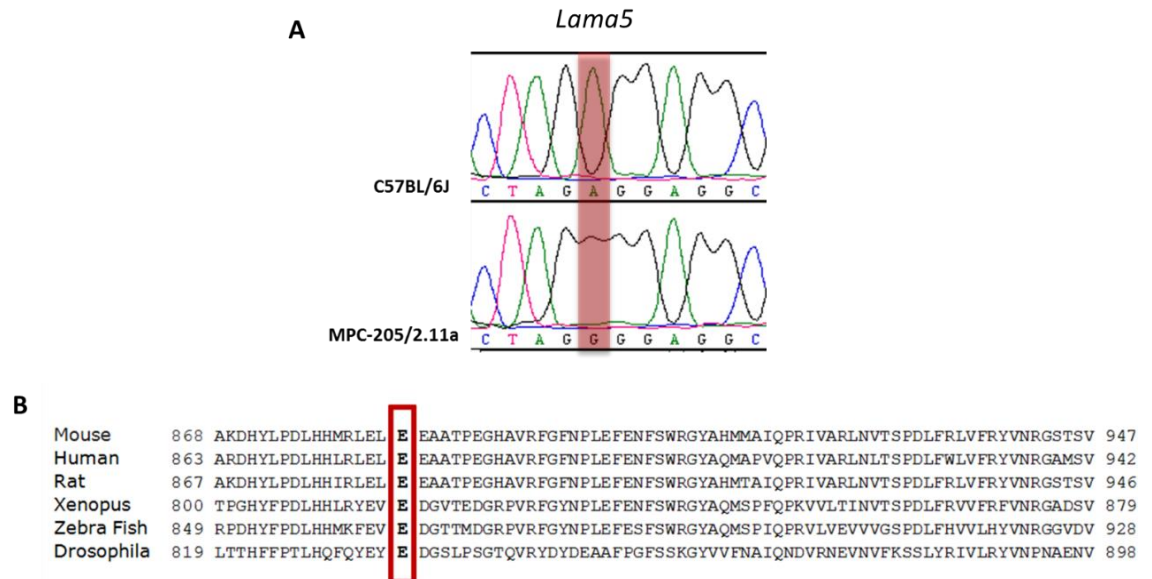 Lama5
A
C57BL/6J
C T A G A G G A G G C
MPC-205/2.11a
C T A G G G G A G G C
B
Mouse 868 AKDHYLPDLHHMRLEL E EAATPEGHAVRFGFNPLEFENFSWRGYAHMMAIQPRIVARLNVTSPDLFRLVFRYVNRGSTSV 947
Human 863 ARDHYLPDLHHLRLEL E EAATPEGHAVRFGFNPLEFENFSWRGYAQMAPVQPRIVARLNLTSPDLFWLVFRYVNRGAMSV 942
Rat 867 AKDHYLPDLHHIRLEL E EAATPEGHAVRFGFNPLEFENFSWRGYAHMTAIQPRIVARLNVTSPDLFRLVFRYVNRGSTSV 946
Xenopus 800 TPGHYFPDLHHLRYEV E DGVTEDGRPVRFGYNPLEFENFSWRGYAQMSPFQPKVVLTINVTSPDLFRVVFRFVNRGADSV 879
Zebra Fish 849 RPDHYFPDLHHMKFEV E DGTTMDGRPVRFGYNPLEFESFSWRGYAQMSPIQPRVLVEVVVGSPDLFHVVLHYVNRGGVDV 928
Drosophila 819 LTTHFFPTLHQFQYEY E DGSLPSGTQVRYDYDEAAFPGFSSKGYVVFNAIQNDVRNEVNVFKSSLYRIVLRYVNPNAENV 898